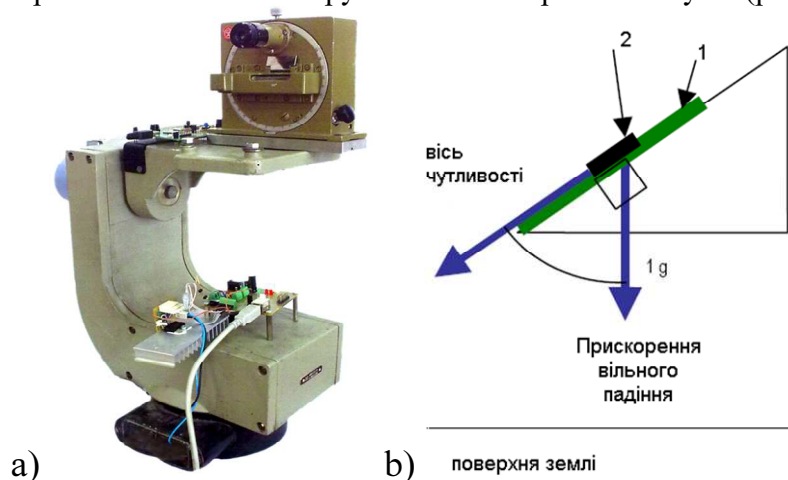 2 1
вісь
чутливості
1 g
Прискорення
вільного
падіння
a) b) поверхня землі